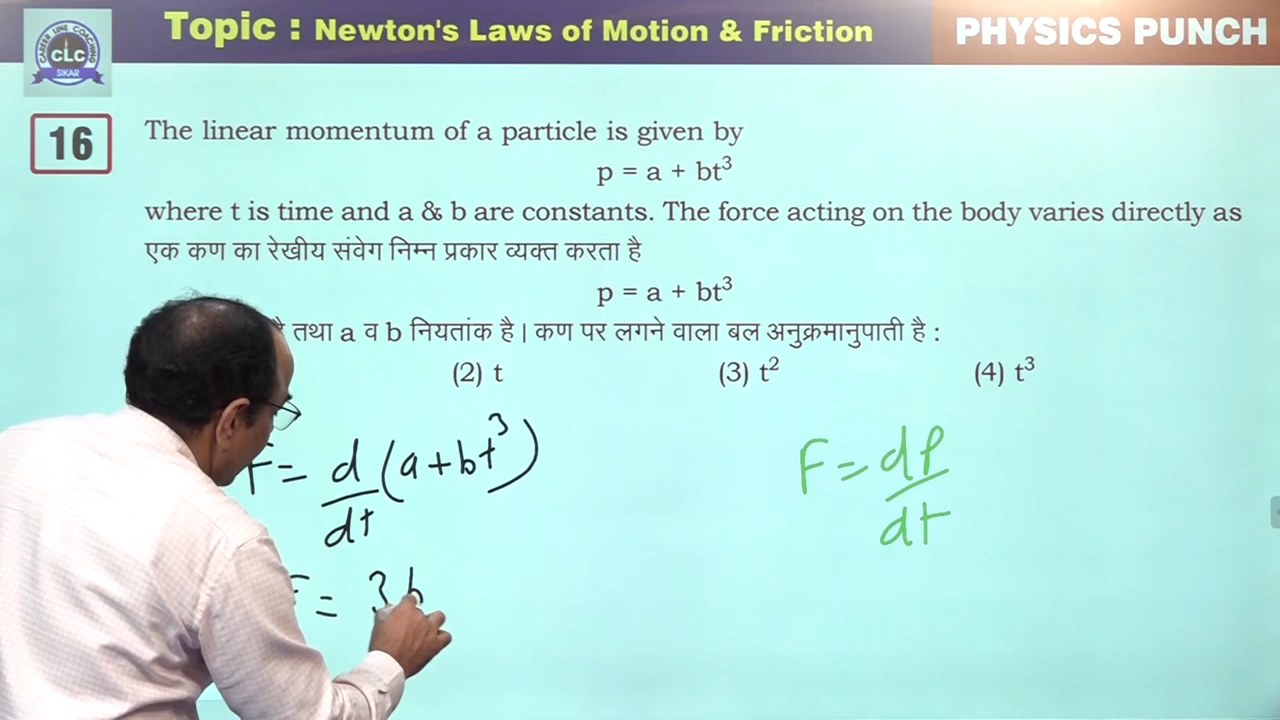 CAREER LINE COACHING
CLC
SIKAR
Topic : Newton's Laws of Motion & Friction
PHYSICS PUNCH
16
The linear momentum of a particle is given by
p = a + bt³
where t is time and a & b are constants. The force acting on the body varies directly as
एक कण का रेखीय संवेग निम्न प्रकार व्यक्त करता है
p = a + bt³
है तथा a व b नियतांक है। कण पर लगने वाला बल अनुक्रमानुपाती है :
(2) t (3) t² (4) t³
F = d/dt (a+bt³)
F = dP/dt
F = 3b